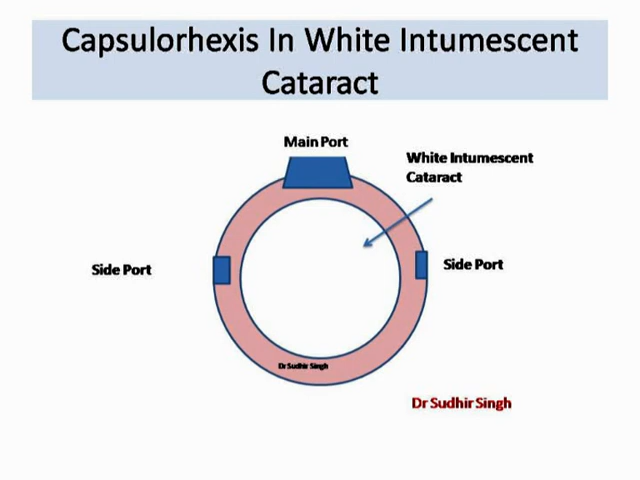 Capsulorhexis In White Intumescent
Cataract
Main Port
White Intumescent
Cataract
Side Port
Side Port
Dr Sudhir Singh
Dr Sudhir Singh